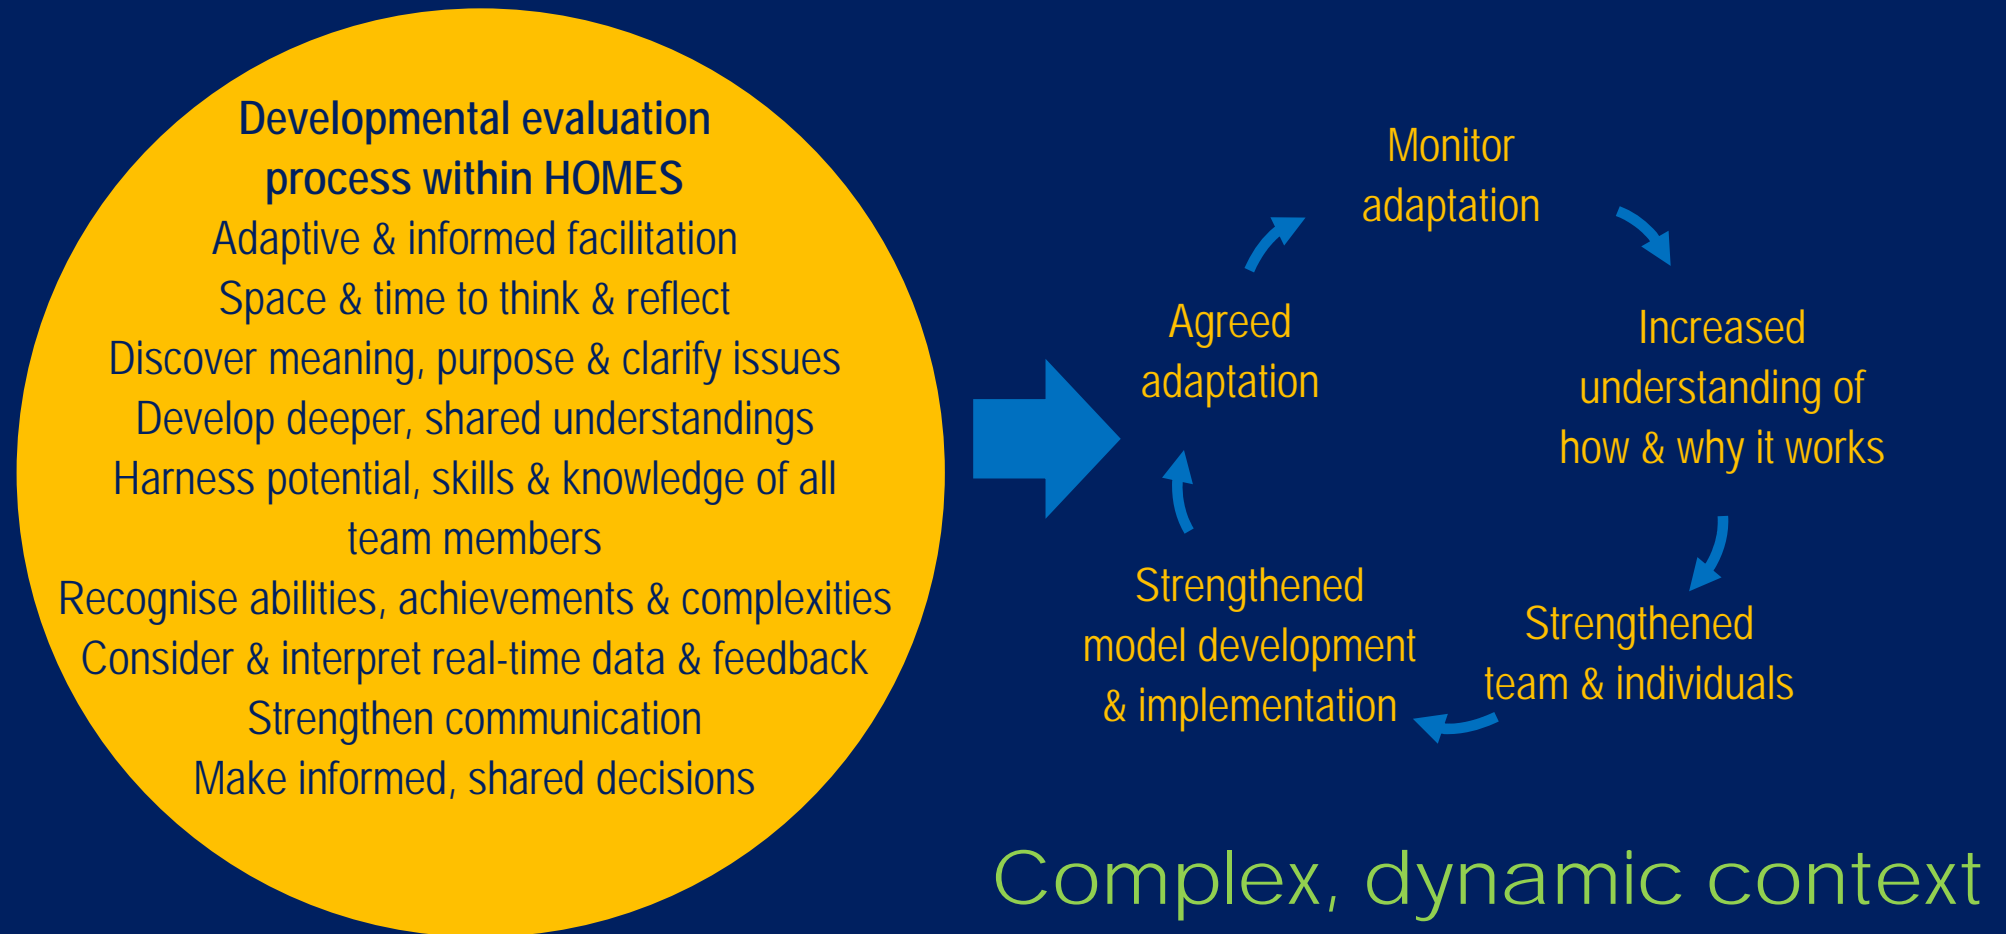 Developmental evaluation
process within HOMES
Adaptive & informed facilitation
Space & time to think & reflect
Discover meaning, purpose & clarify issues
Develop deeper, shared understandings
Harness potential, skills & knowledge of all
team members
Recognise abilities, achievements & complexities
Consider & interpret real-time data & feedback
Strengthen communication
Make informed, shared decisions
Monitor
adaptation
Increased
understanding of
how & why it works
Strengthened
team & individuals
Strengthened
model development
& implementation
Agreed
adaptation
Complex, dynamic context